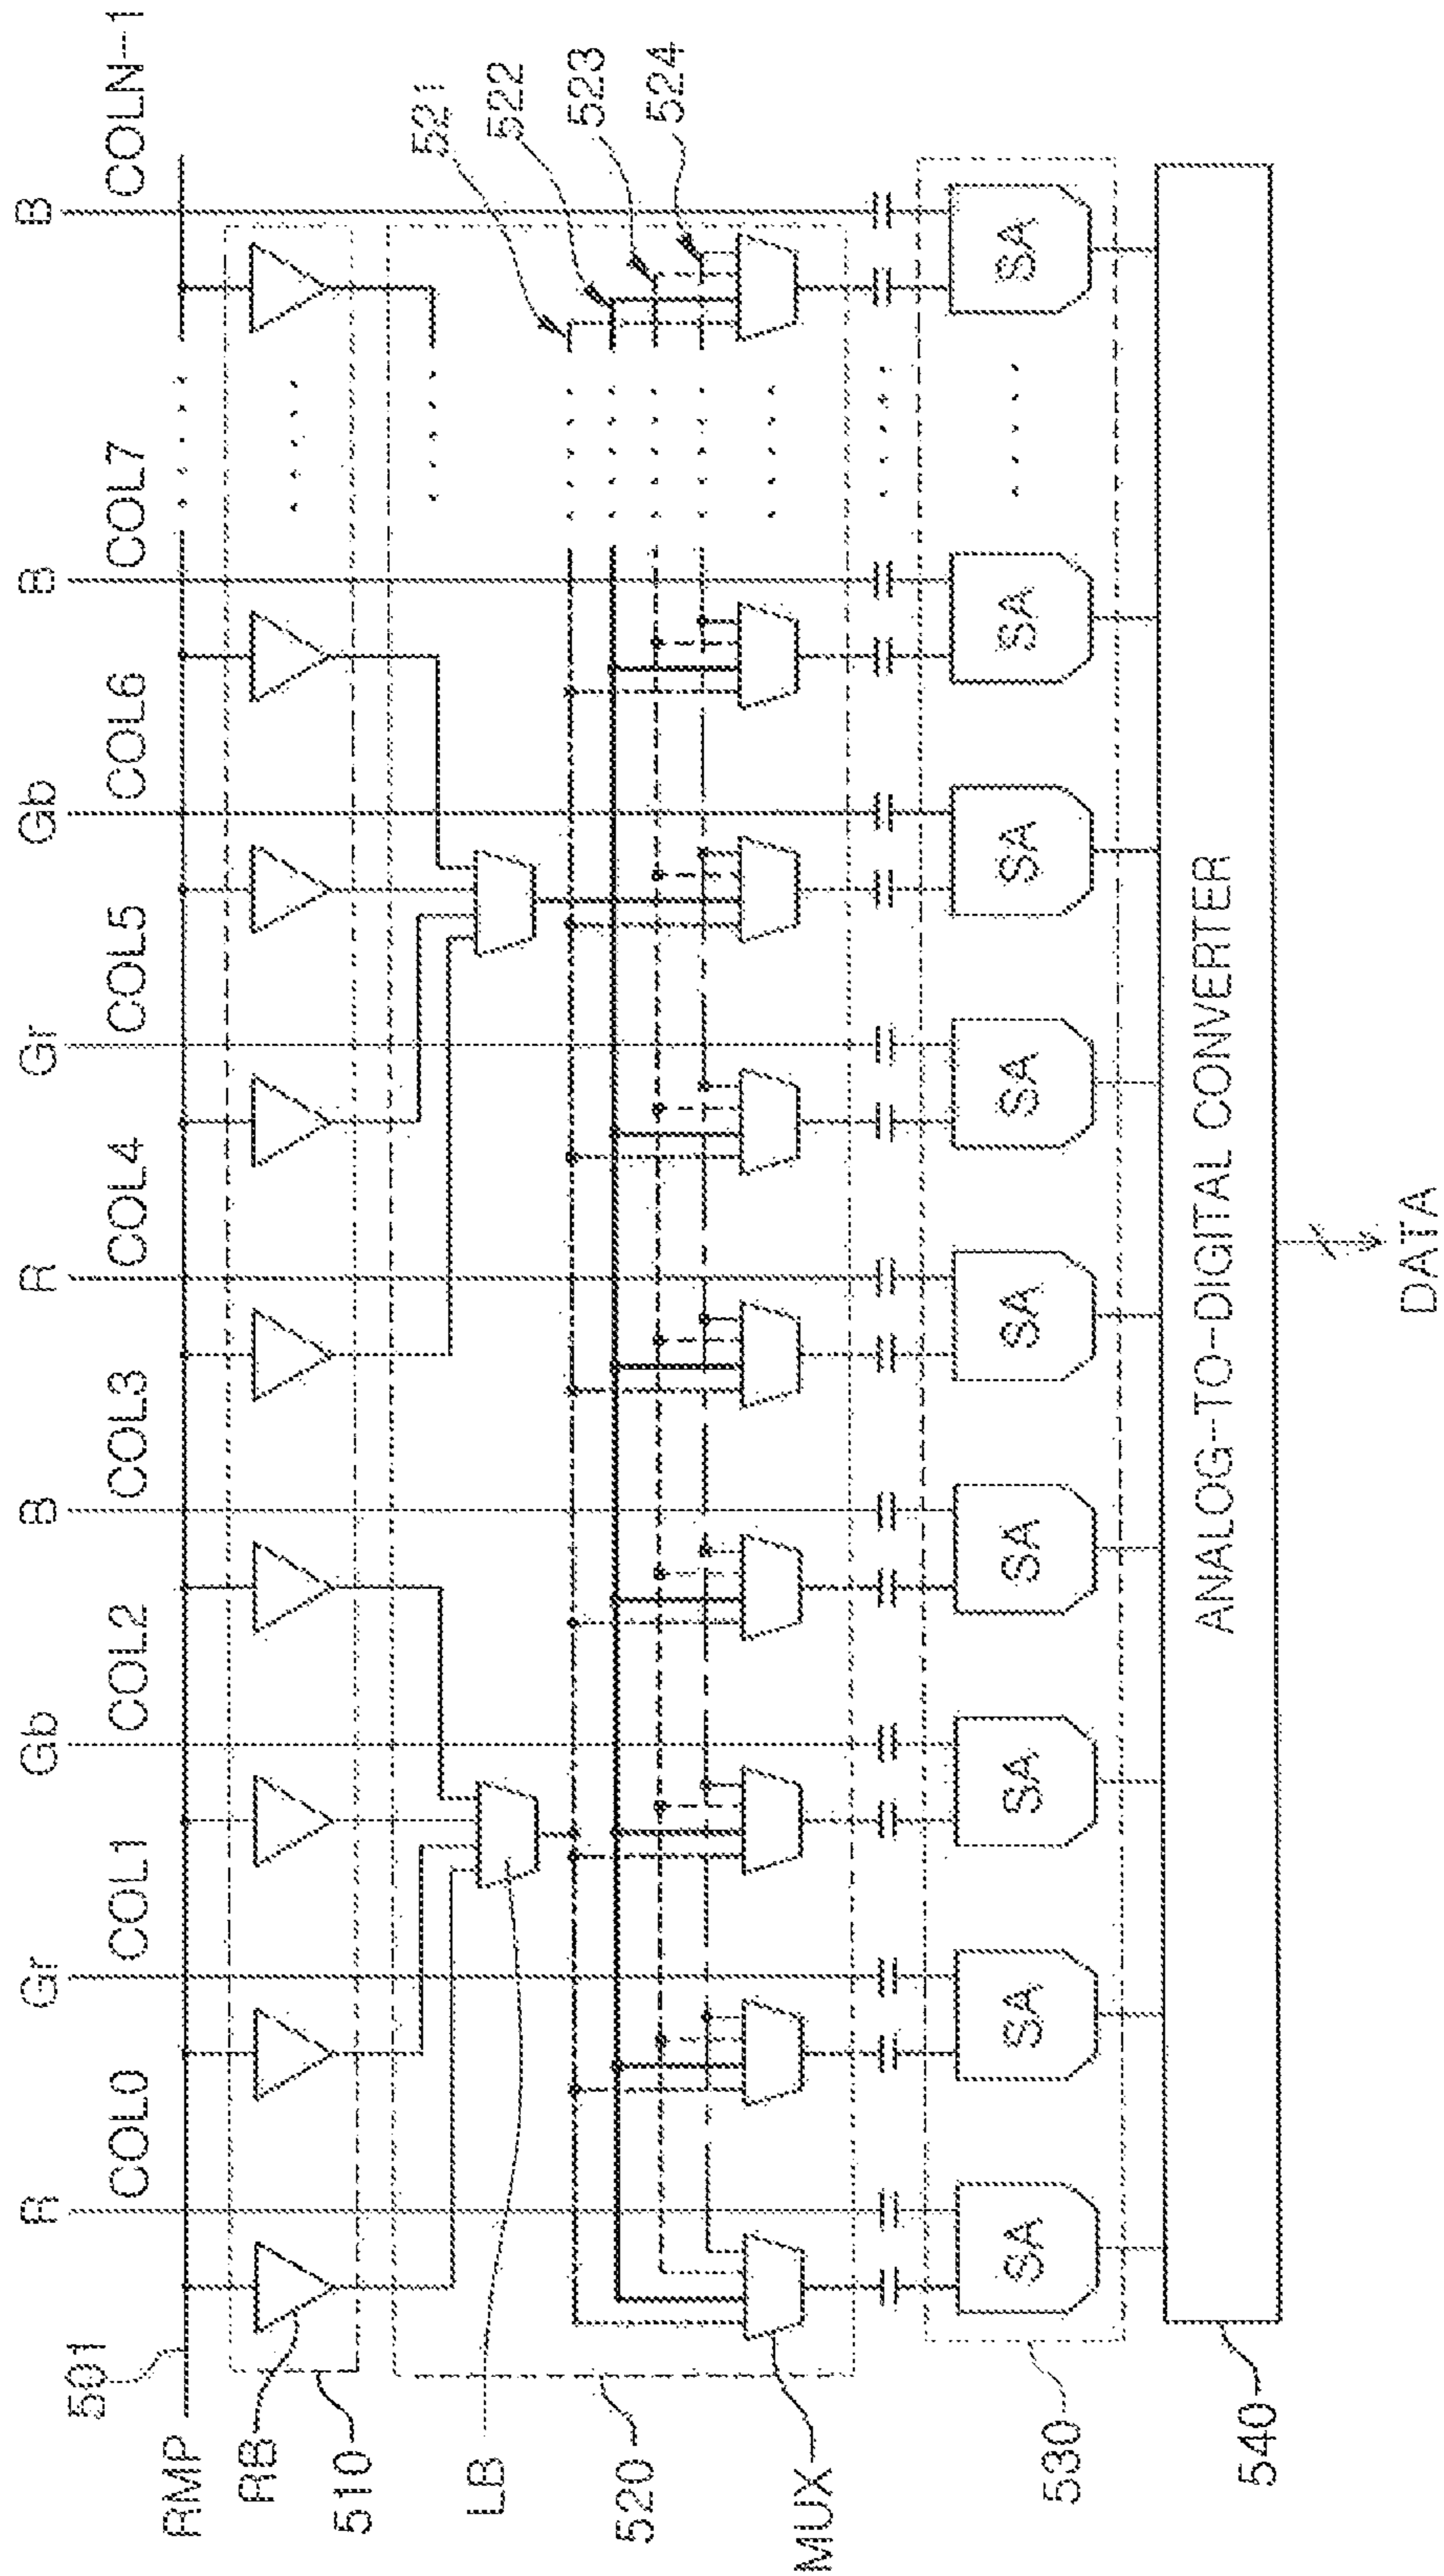 R Gr Gb B R Gr Gb B B
COL0 COL1 COL2 COL3 COL4 COL5 COL6 COL7 COLN-1
501
RMP
RB
510
LB
521
522
523
524
520
MUX
SA SA SA SA SA SA SA SA SA
530
ANALOG-TO-DIGITAL CONVERTER
540
DATA